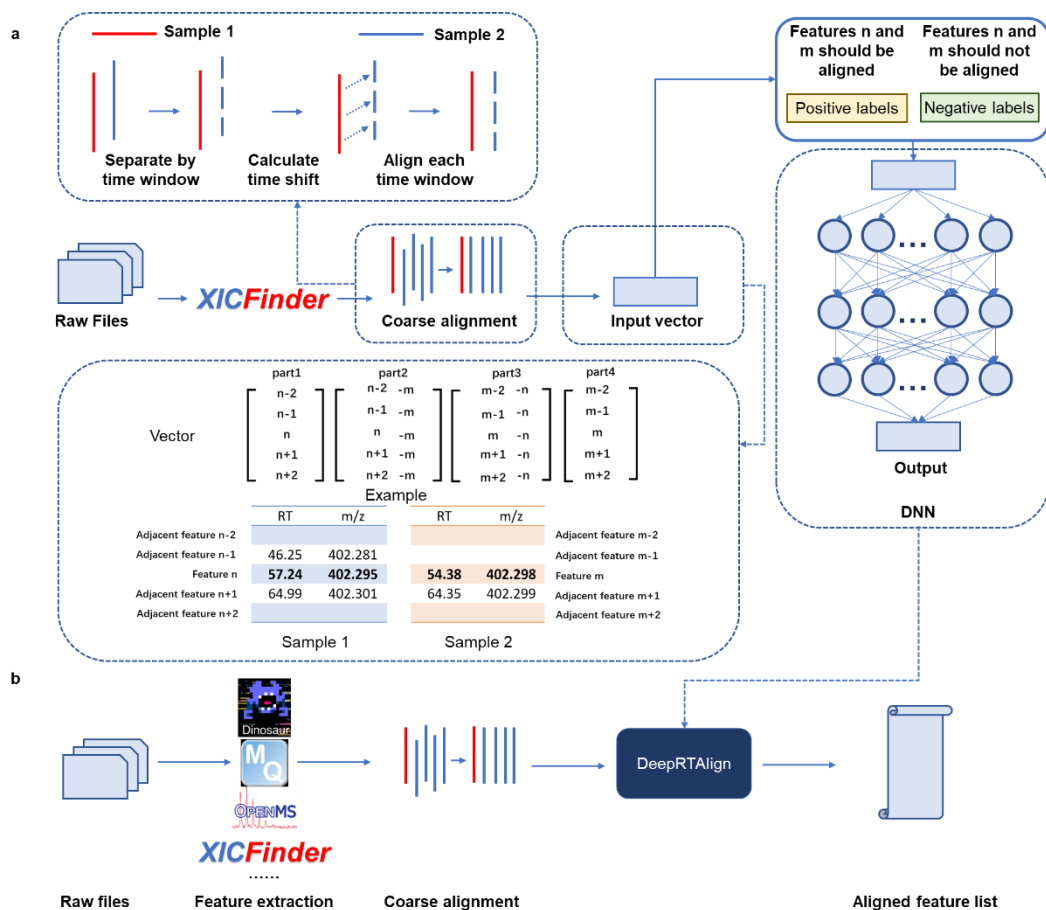 a
Sample 1
Sample 2
Separate by
time window
Calculate
time shift
Align each
time window
Features n and
m should be
aligned
Features n and
m should not
be aligned
Positive labels
Negative labels
Raw Files
XICFinder
Coarse alignment
Input vector
...
...
...
Output
DNN
part1
part2
part3
part4
Vector
n-2
n-1
n
n+1
n+2
n-2 -m
n-1 -m
n -m
n+1 -m
n+2 -m
m-2 -n
m-1 -n
m -n
m+1 -n
m+2 -n
m-2
m-1
m
m+1
m+2
Example
RT m/z RT m/z
Adjacent feature n-2 Adjacent feature m-2
Adjacent feature n-1 46.25 402.281 Adjacent feature m-1
Feature n 57.24 402.295 54.38 402.298 Feature m
Adjacent feature n+1 64.99 402.301 64.35 402.299 Adjacent feature m+1
Adjacent feature n+2 Adjacent feature m+2
Sample 1 Sample 2
b
Dinosaur
MQ
OPENMS
XICFinder
......
DeepRTAlign
Raw files
Feature extraction
Coarse alignment
Aligned feature list